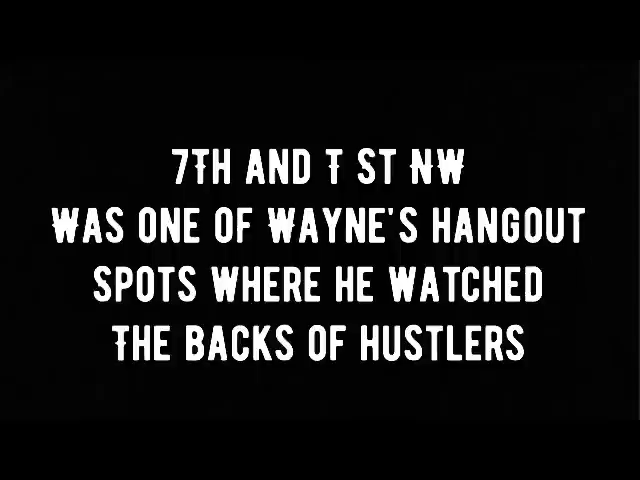 7TH AND T ST NW
WAS ONE OF WAYNE'S HANGOUT
SPOTS WHERE HE WATCHED
THE BACKS OF HUSTLERS